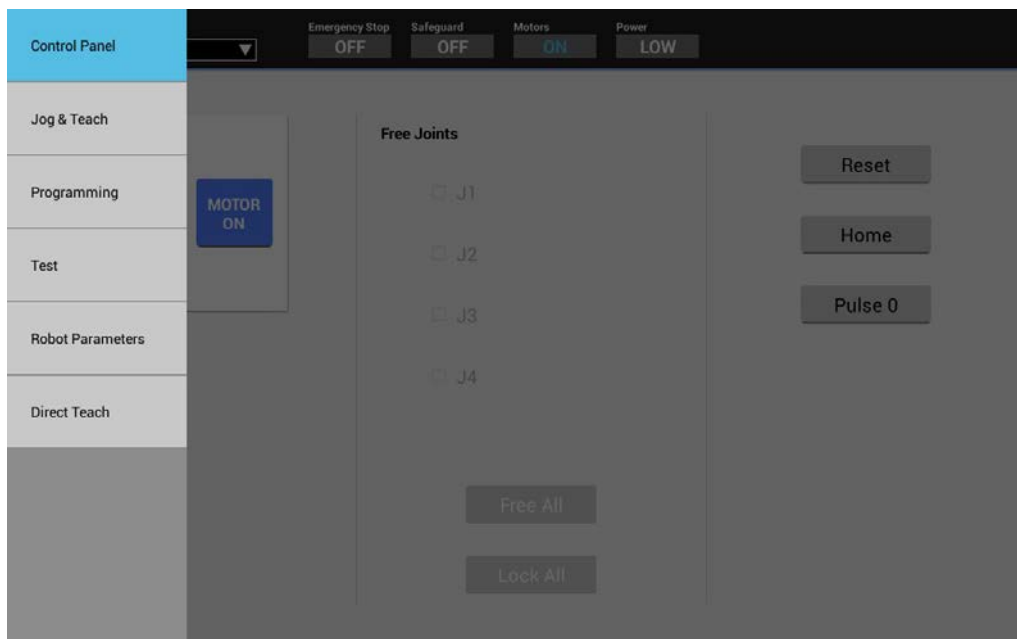 Control Panel
Jog & Teach
Programming
Test
Robot Parameters
Direct Teach
Emergency Stop
OFF
Safeguard
OFF
Motors
ON
Power
LOW
MOTOR
ON
Free Joints
J1
J2
J3
J4
Free All
Lock All
Reset
Home
Pulse 0